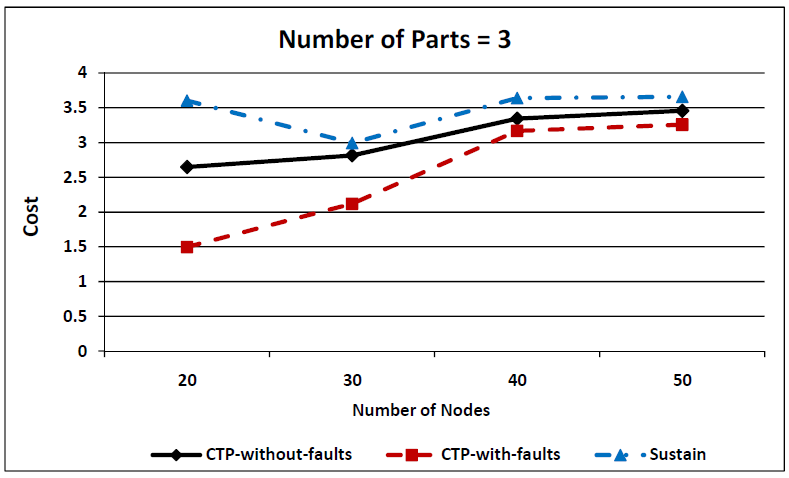 Number of Parts = 3
4
3.5
3
2.5
2
1.5
1
0.5
0
Cost
20 30 40 50
Number of Nodes
CTP-without-faults CTP-with-faults Sustain